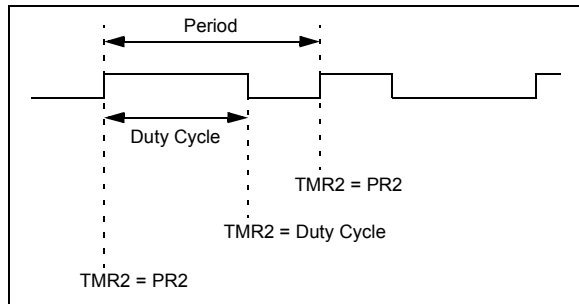 Period
Duty Cycle
TMR2 = PR2
TMR2 = Duty Cycle
TMR2 = PR2